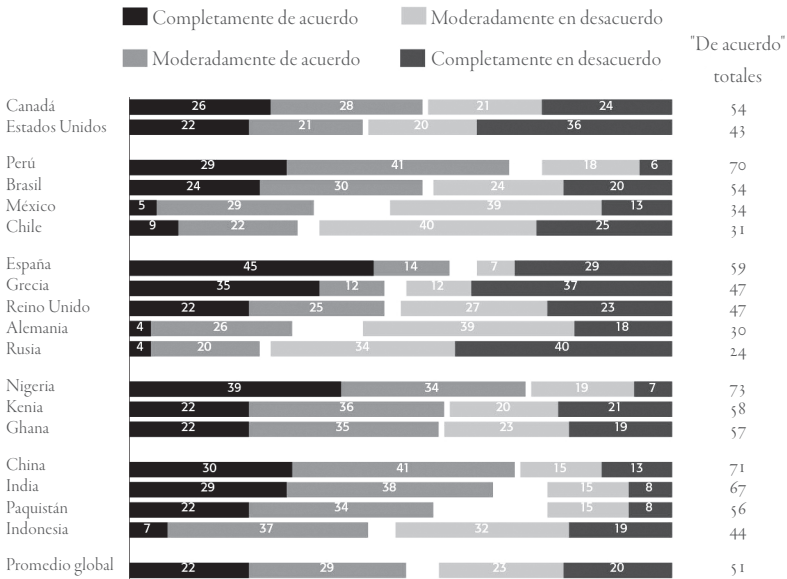 Completamente de acuerdo Moderadamente en desacuerdo
Moderadamente de acuerdo Completamente en desacuerdo
"De acuerdo"
totales
Canadá 26 28 21 24 54
Estados Unidos 22 21 20 36 43
Perú 29 41 18 6 70
Brasil 24 30 24 20 54
México 5 29 39 13 34
Chile 9 22 40 25 31
España 45 14 7 29 59
Grecia 35 12 12 37 47
Reino Unido 22 25 27 23 47
Alemania 4 26 39 18 30
Rusia 4 20 34 40 24
Nigeria 39 34 19 7 73
Kenia 22 36 20 21 58
Ghana 22 35 23 19 57
China 30 41 15 13 71
India 29 38 15 8 67
Paquistán 22 34 15 8 56
Indonesia 7 37 32 19 44
Promedio global 22 29 23 20 51